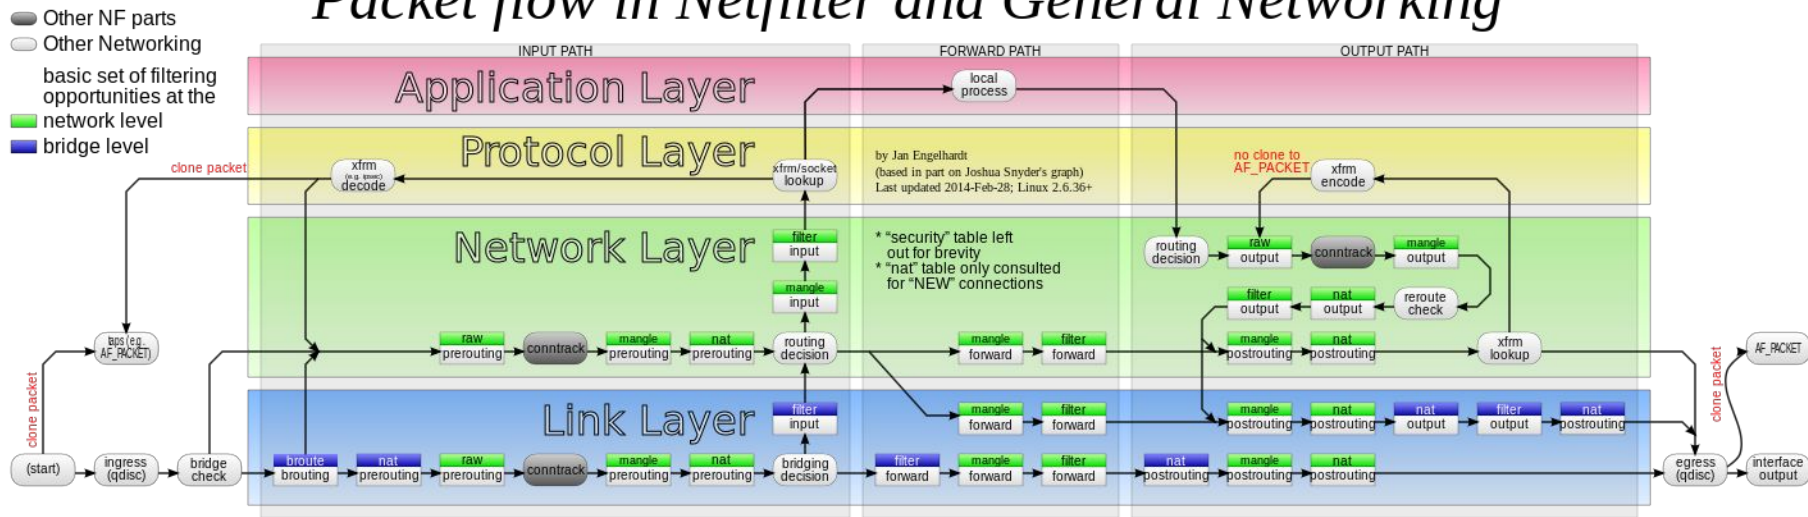 Packet flow in Netfilter and General Networking
Other NF parts
Other Networking
basic set of filtering
opportunities at the
network level
bridge level
INPUT PATH
FORWARD PATH
OUTPUT PATH
Application Layer
local
process
Protocol Layer
clone packet
xfrm
(e.g. ipsec)
decode
xfrm/socket
lookup
by Jan Engelhardt
(based in part on Joshua Snyder's graph)
Last updated 2014-Feb-28; Linux 2.6.36+
no clone to
AF_PACKET
xfrm
encode
Network Layer
filter
input
mangle
input
* “security” table left
out for brevity
* “nat” table only consulted
for “NEW” connections
routing
decision
raw
output
conntrack
mangle
output
filter
output
nat
output
reroute
check
taps (e.g.
AF_PACKET)
raw
prerouting
conntrack
mangle
prerouting
nat
prerouting
routing
decision
mangle
forward
filter
forward
mangle
postrouting
nat
postrouting
xfrm
lookup
AF_PACKET
clone packet
clone packet
Link Layer
filter
input
mangle
forward
filter
forward
mangle
postrouting
nat
postrouting
nat
output
filter
output
nat
postrouting
(start)
ingress
(qdisc)
bridge
check
broute
brouting
nat
prerouting
raw
prerouting
conntrack
mangle
prerouting
nat
prerouting
bridging
decision
filter
forward
mangle
forward
filter
forward
nat
postrouting
mangle
postrouting
nat
postrouting
egress
(qdisc)
interface
output